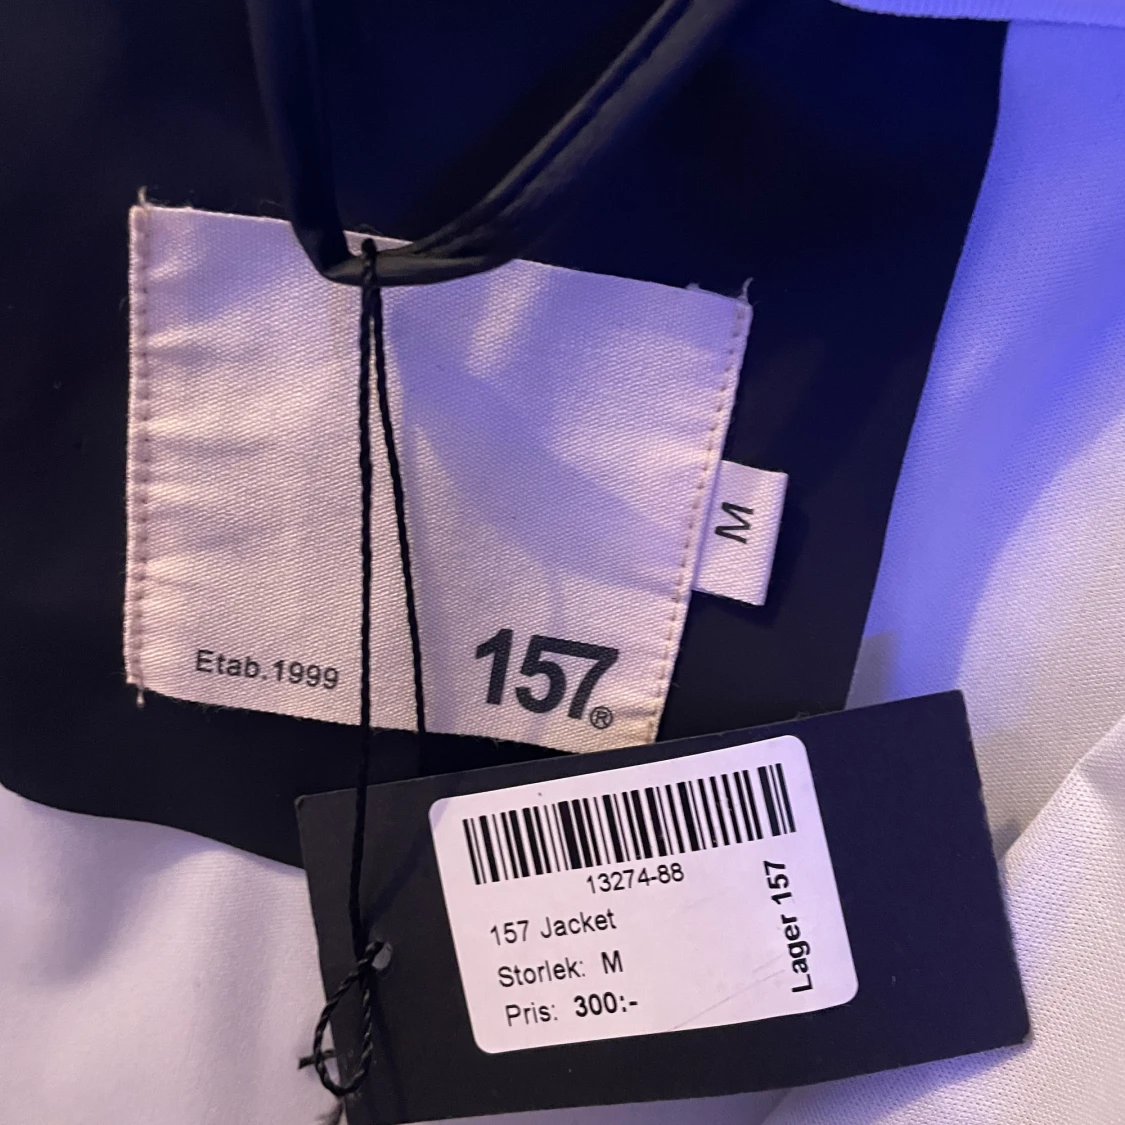 M
Etab.1999
157®
13274-88
157 Jacket
Storlek: M
Pris: 300:-
Lager 157